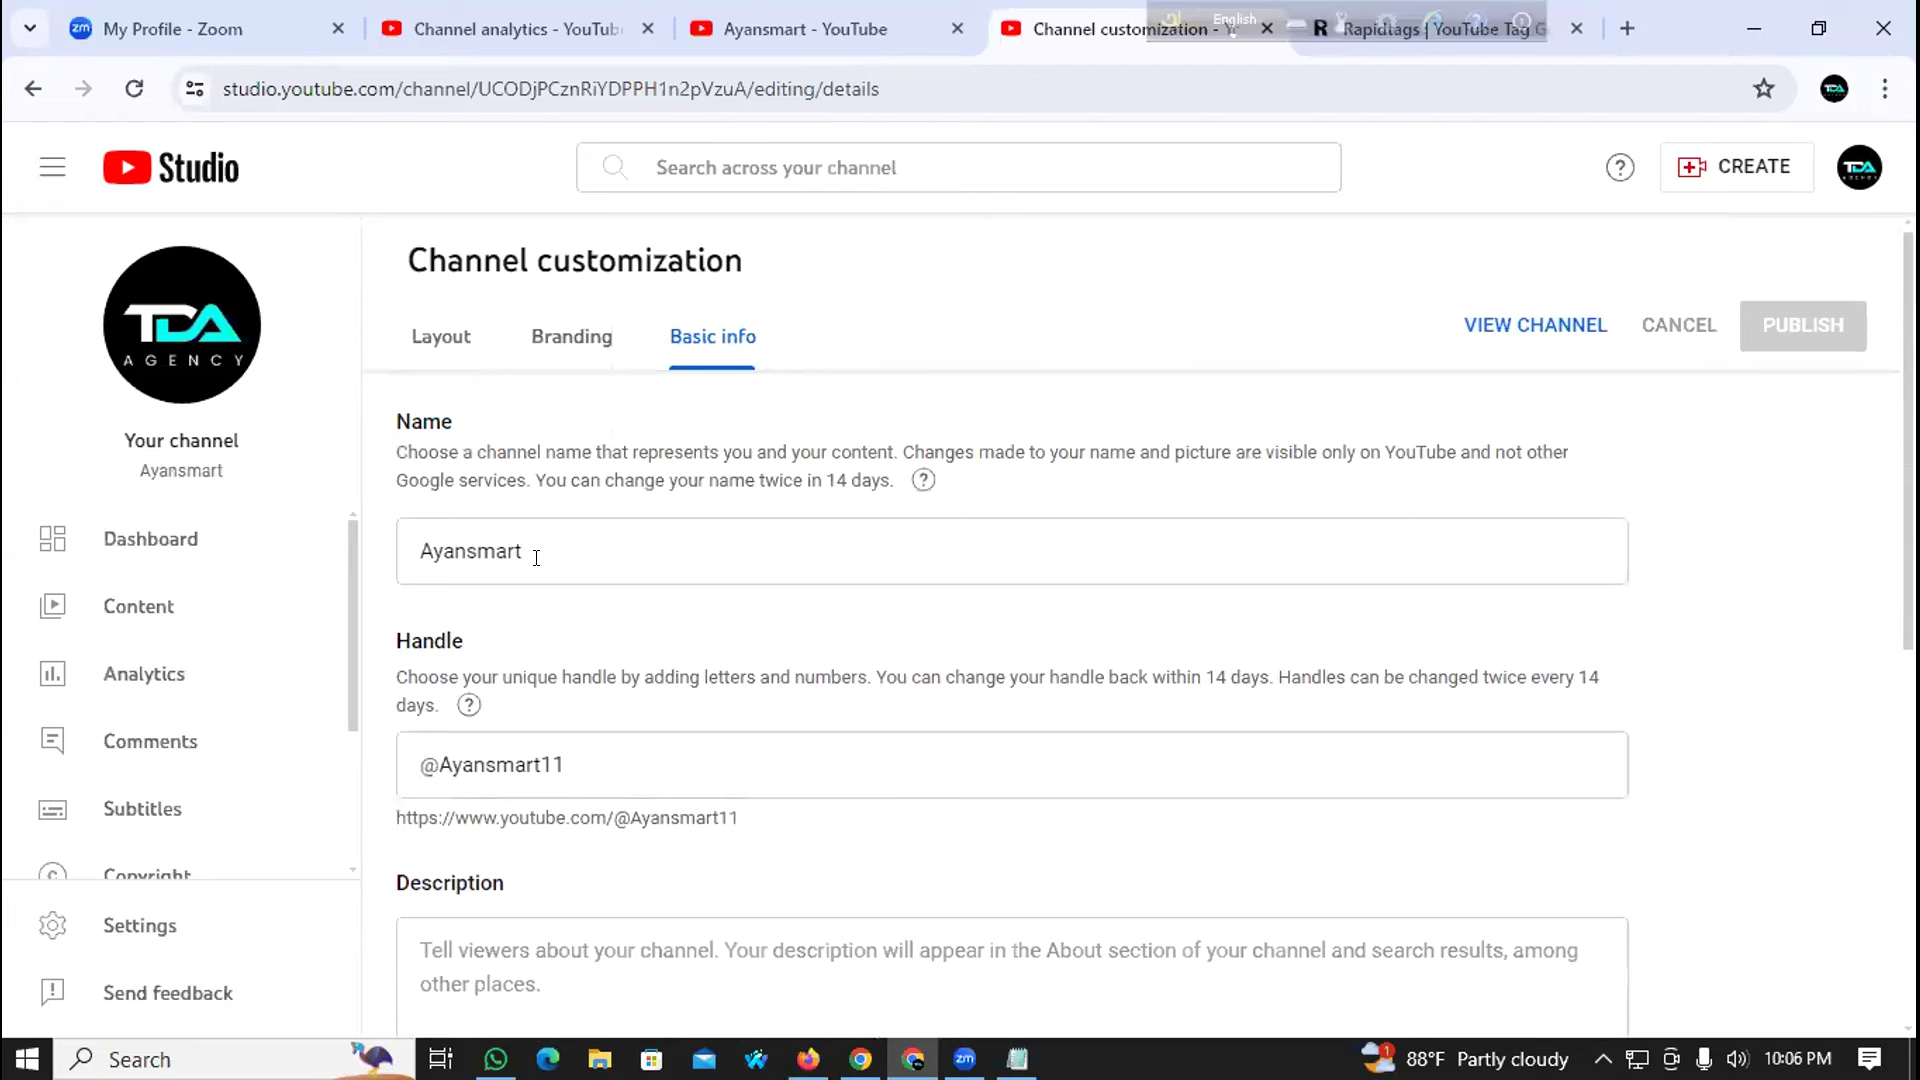 My Profile - Zoom
Channel analytics - YouTub
Ayansmart - YouTube
Channel customization - Y
English
Rapidtags | YouTube Tag G
studio.youtube.com/channel/UCODjPCznRiYDPPH1n2pVzuA/editing/details
Studio
Search across your channel
CREATE
TDA
AGENCY
Your channel
Ayansmart
Dashboard
Content
Analytics
Comments
Subtitles
Copyright
Settings
Send feedback
Channel customization
Layout
Branding
Basic info
VIEW CHANNEL
CANCEL
PUBLISH
Name
Choose a channel name that represents you and your content. Changes made to your name and picture are visible only on YouTube and not other
Google services. You can change your name twice in 14 days.
Ayansmart
Handle
Choose your unique handle by adding letters and numbers. You can change your handle back within 14 days. Handles can be changed twice every 14
days.
@Ayansmart11
https://www.youtube.com/@Ayansmart11
Description
Tell viewers about your channel. Your description will appear in the About section of your channel and search results, among
other places.
Search
88°F Partly cloudy
10:06 PM